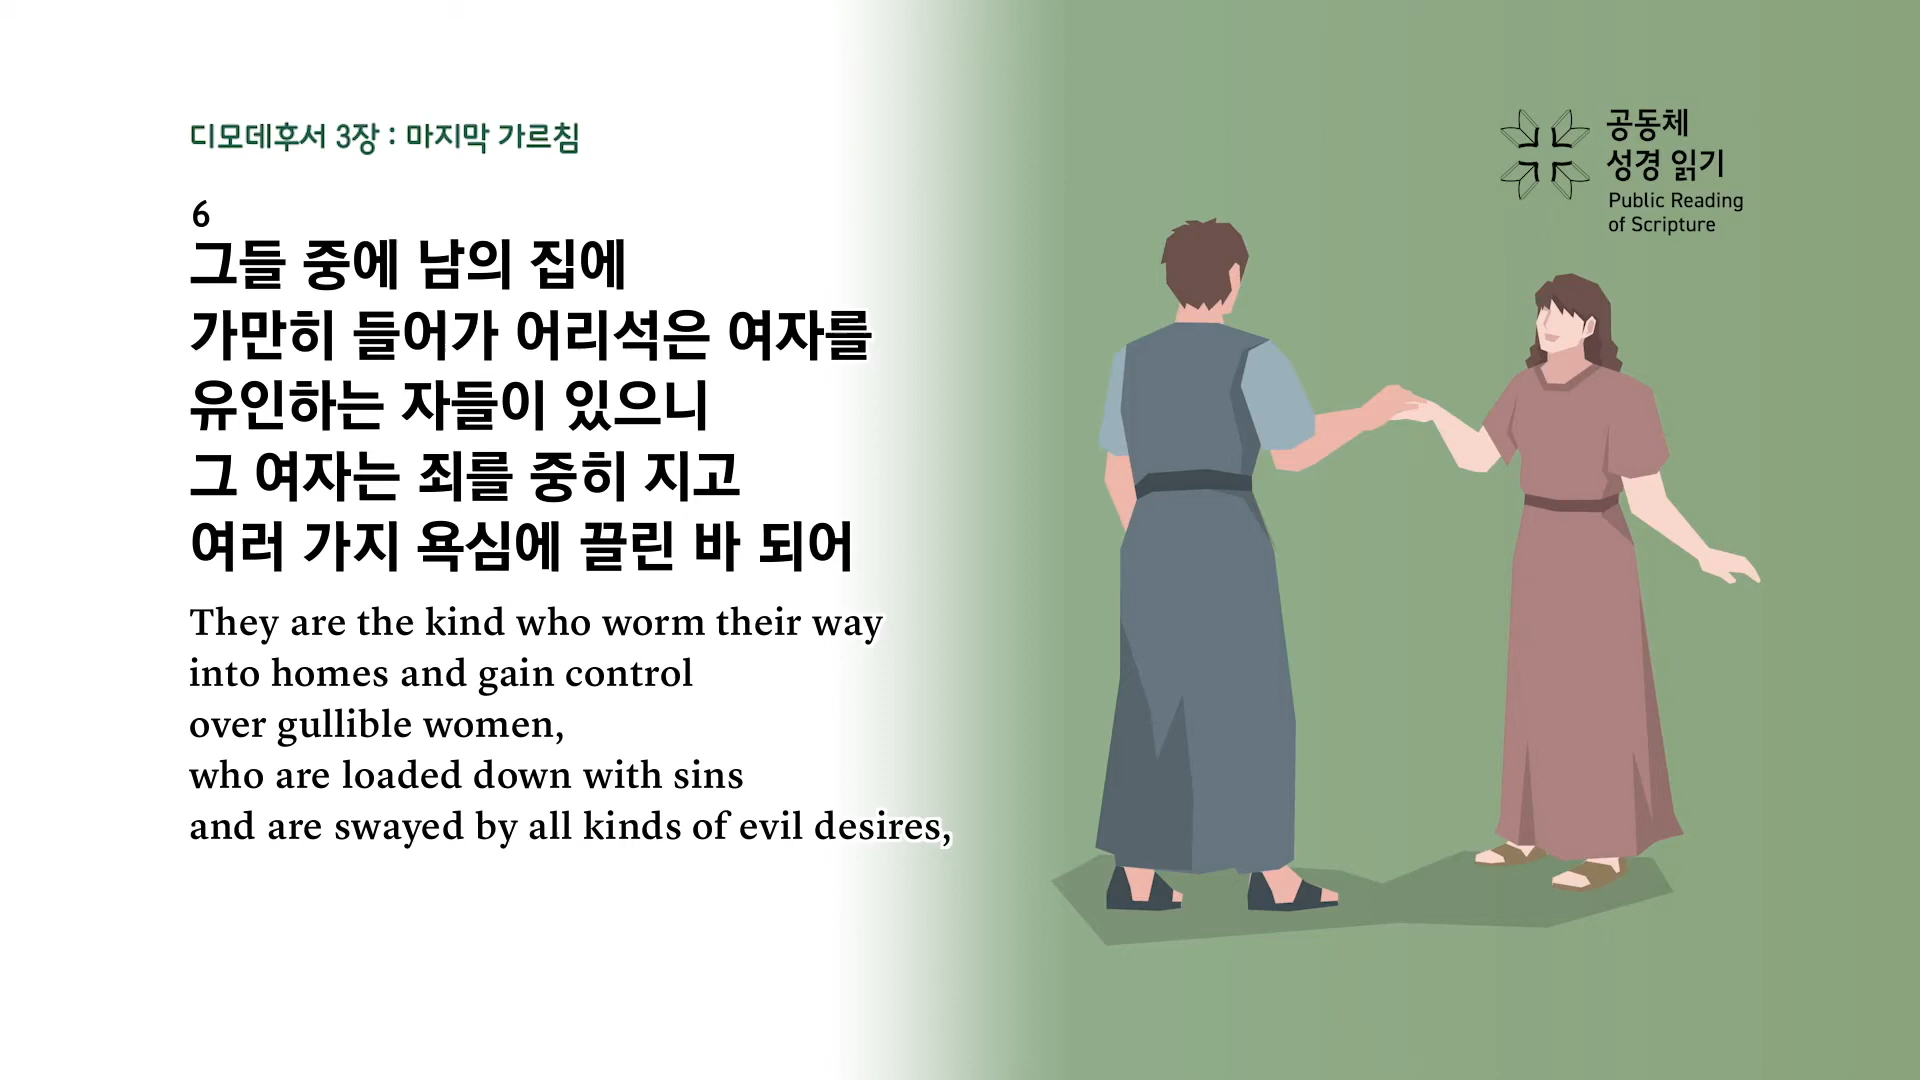 디모데후서 3장 : 마지막 가르침
6
그들 중에 남의 집에
가만히 들어가 어리석은 여자를
유인하는 자들이 있으니
그 여자는 죄를 중히 지고
여러 가지 욕심에 끌린 바 되어
They are the kind who worm their way
into homes and gain control
over gullible women,
who are loaded down with sins
and are swayed by all kinds of evil desires,
공동체
성경 읽기
Public Reading
of Scripture